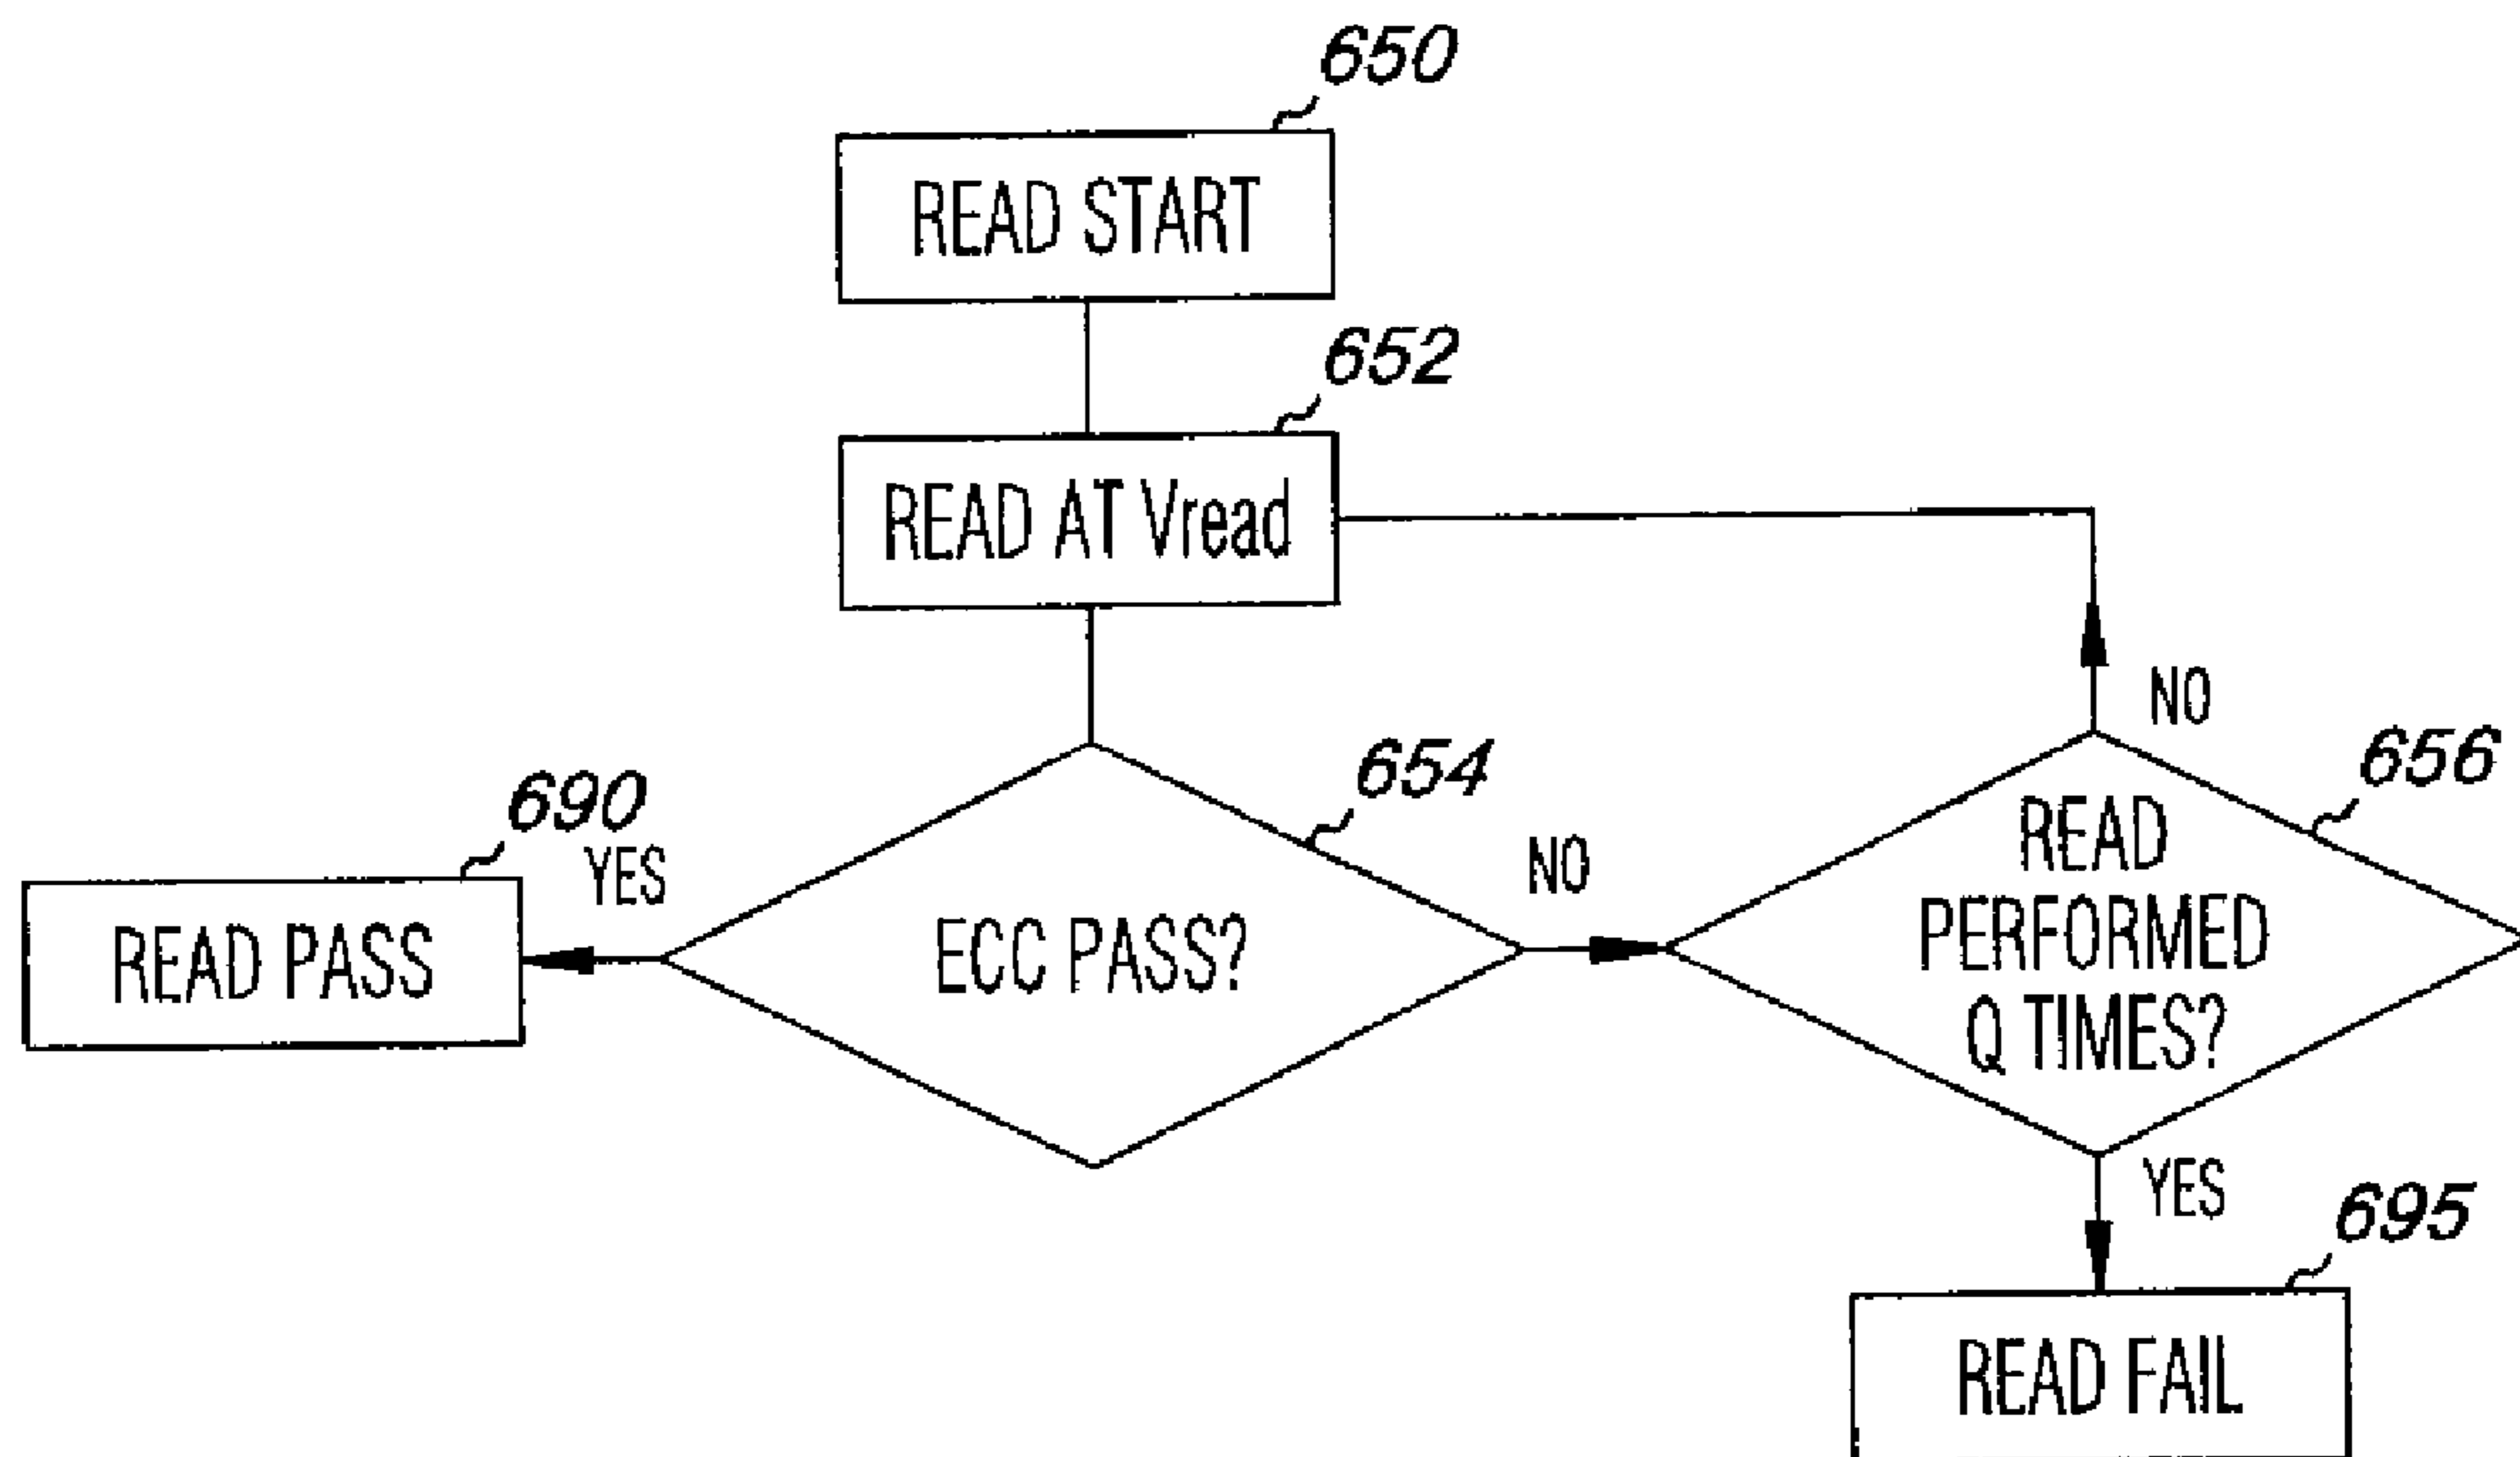 650
READ START
652
READ AT Vread
NO
654
656
690
YES
NO
READ
PERFORMED
Q TIMES?
READ PASS
ECC PASS?
YES
695
READ FAIL